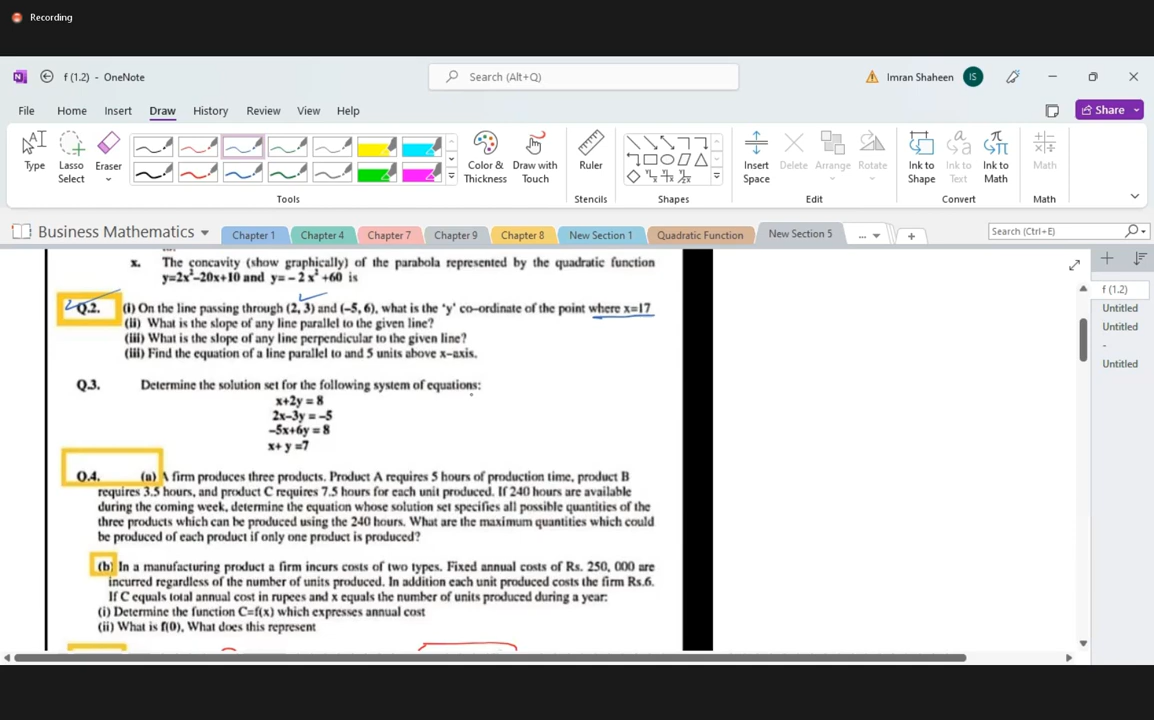 Recording
f (1.2) - OneNote
Search (Alt+Q)
Imran Shaheen
IS
File Home Insert Draw History Review View Help
Share
Type
Lasso Select
Eraser
Color & Thickness
Draw with Touch
Ruler
Insert Space
Delete
Arrange
Rotate
Ink to Shape
Ink to Text
Ink to Math
Math
Tools Stencils Shapes Edit Convert Math
Business Mathematics
Chapter 1 Chapter 4 Chapter 7 Chapter 9 Chapter 8 New Section 1 Quadratic Function New Section 5 ...
Search (Ctrl+E)
f (1.2)
Untitled
Untitled
-
Untitled
x. The concavity (show graphically) of the parabola represented by the quadratic function
y=2x²–20x+10 and y= – 2 x² +60 is
Q.2. (i) On the line passing through (2, 3) and (–5, 6), what is the 'y' co-ordinate of the point where x=17
(ii) What is the slope of any line parallel to the given line?
(iii) What is the slope of any line perpendicular to the given line?
(iii) Find the equation of a line parallel to and 5 units above x-axis.
Q.3. Determine the solution set for the following system of equations:
x+2y = 8
2x–3y = –5
–5x+6y = 8
x+ y =7
Q.4. (a) A firm produces three products. Product A requires 5 hours of production time, product B
requires 3.5 hours, and product C requires 7.5 hours for each unit produced. If 240 hours are available
during the coming week, determine the equation whose solution set specifies all possible quantities of the
three products which can be produced using the 240 hours. What are the maximum quantities which could
be produced of each product if only one product is produced?
(b) In a manufacturing product a firm incurs costs of two types. Fixed annual costs of Rs. 250, 000 are
incurred regardless of the number of units produced. In addition each unit produced costs the firm Rs.6.
If C equals total annual cost in rupees and x equals the number of units produced during a year:
(i) Determine the function C=f(x) which expresses annual cost
(ii) What is f(0), What does this represent